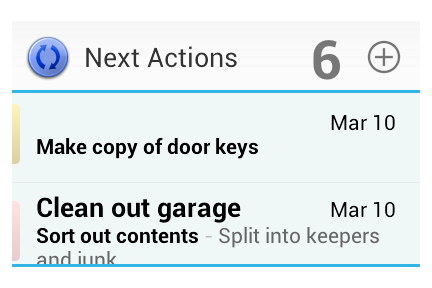 Next Actions 6
Mar 10
Make copy of door keys
Clean out garage Mar 10
Sort out contents - Split into keepers
and junk